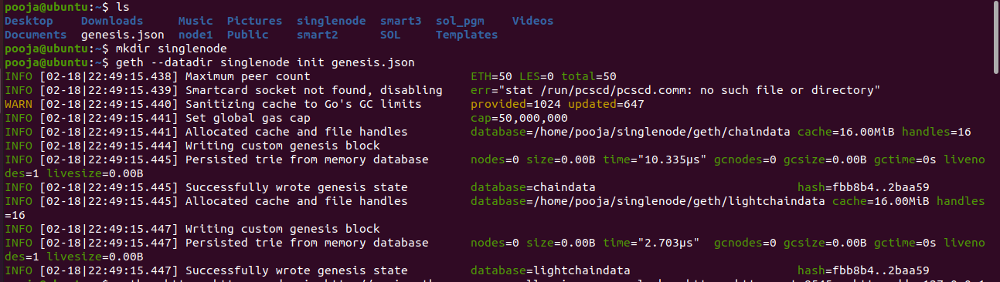 pooja@ubuntu:~$ ls
Desktop Downloads Music Pictures singlenode smart3 sol_pgm Videos
Documents genesis.json node1 Public smart2 SOL Templates
pooja@ubuntu:~$ mkdir singlenode
pooja@ubuntu:~$ geth --datadir singlenode init genesis.json
INFO [02-18|22:49:15.438] Maximum peer count ETH=50 LES=0 total=50
INFO [02-18|22:49:15.439] Smartcard socket not found, disabling err="stat /run/pcscd/pcscd.comm: no such file or directory"
WARN [02-18|22:49:15.440] Sanitizing cache to Go's GC limits provided=1024 updated=647
INFO [02-18|22:49:15.441] Set global gas cap cap=50,000,000
INFO [02-18|22:49:15.441] Allocated cache and file handles database=/home/pooja/singlenode/geth/chaindata cache=16.00MiB handles=16
INFO [02-18|22:49:15.444] Writing custom genesis block
INFO [02-18|22:49:15.445] Persisted trie from memory database nodes=0 size=0.00B time="10.335µs" gcnodes=0 gcsize=0.00B gctime=0s liveno
des=1 livesize=0.00B
INFO [02-18|22:49:15.445] Successfully wrote genesis state database=chaindata hash=fbb8b4..2baa59
INFO [02-18|22:49:15.445] Allocated cache and file handles database=/home/pooja/singlenode/geth/lightchaindata cache=16.00MiB handles
=16
INFO [02-18|22:49:15.447] Writing custom genesis block
INFO [02-18|22:49:15.447] Persisted trie from memory database nodes=0 size=0.00B time="2.703µs" gcnodes=0 gcsize=0.00B gctime=0s liveno
des=1 livesize=0.00B
INFO [02-18|22:49:15.447] Successfully wrote genesis state database=lightchaindata hash=fbb8b4..2baa59